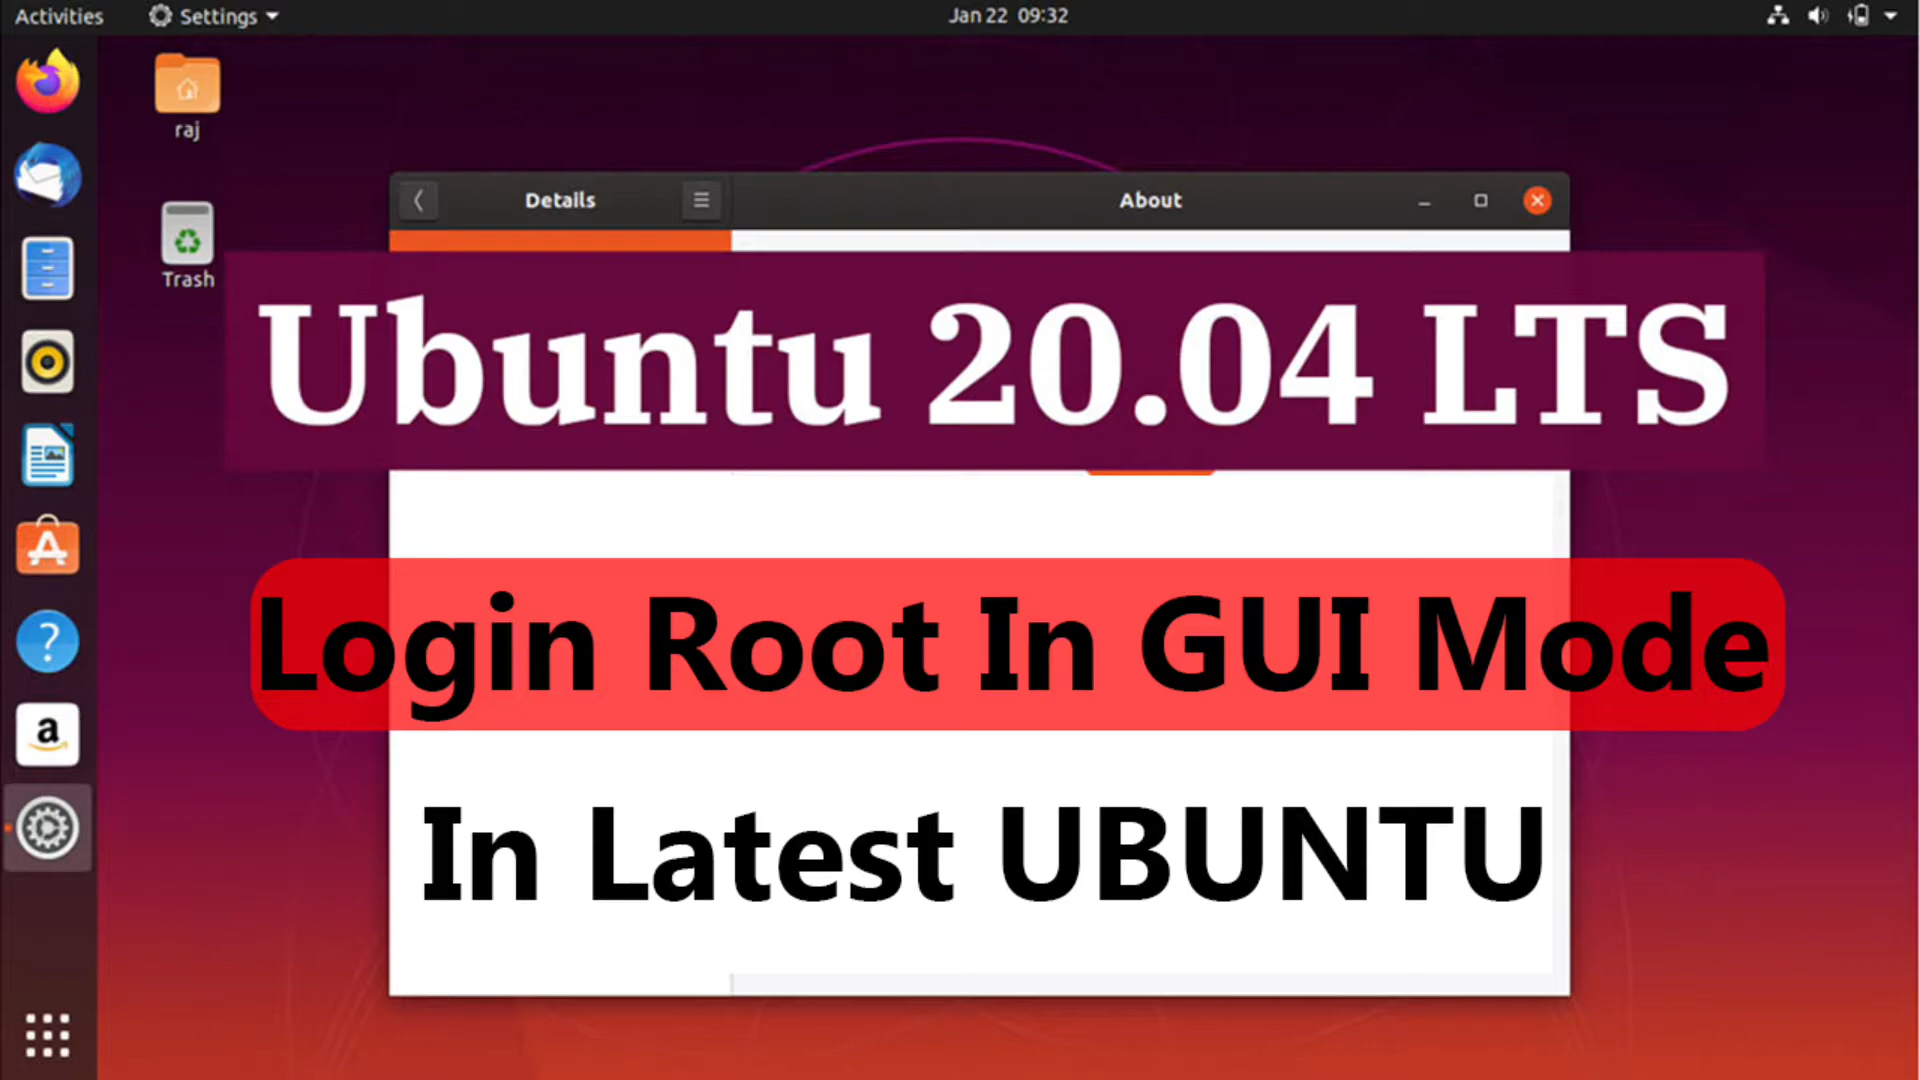 Activities Settings Jan 22 09:32
raj
Trash
Details About
Ubuntu 20.04 LTS
Login Root In GUI Mode
In Latest UBUNTU
?
a